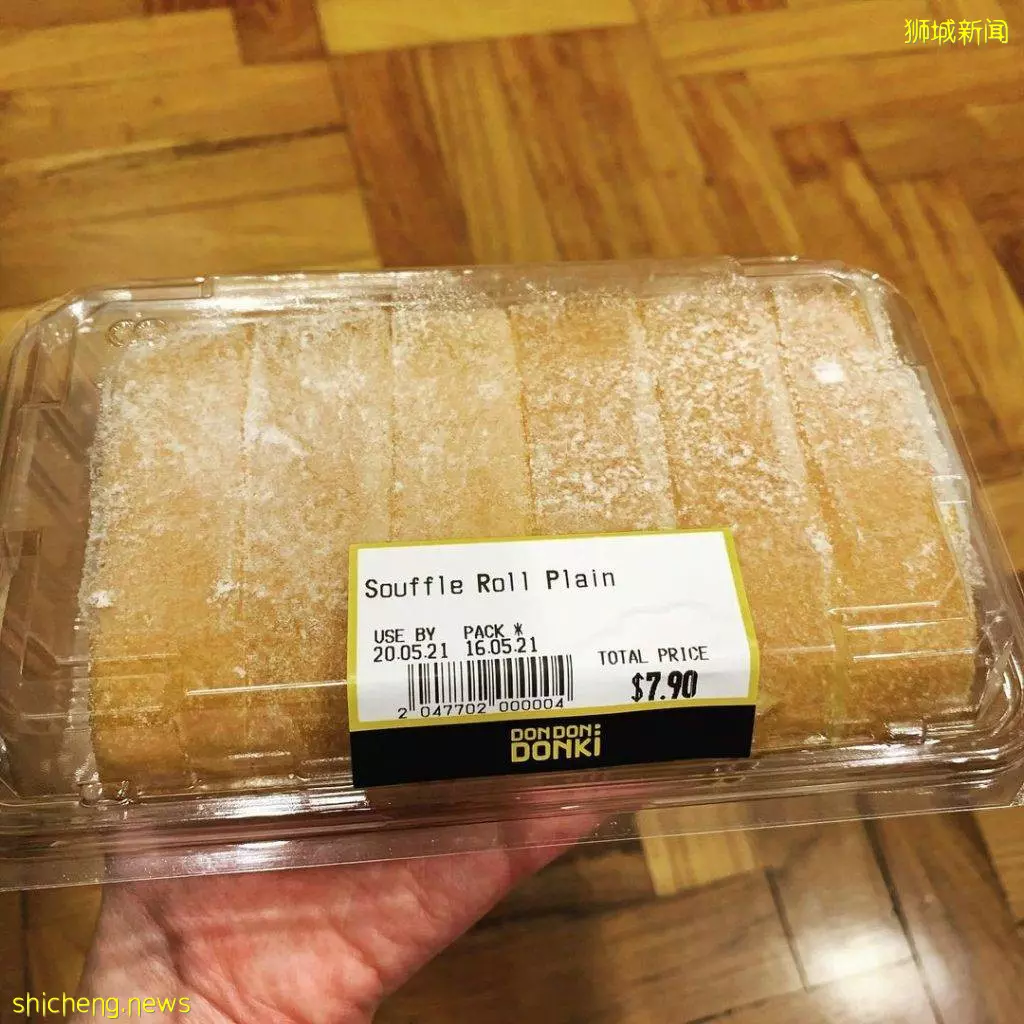 狮城新闻
Souffle Roll Plain
USE BY PACK *
20.05.21 16.05.21
TOTAL PRICE
$7.90
2 047702 000004
DON DON:
DONKi
shicheng.news